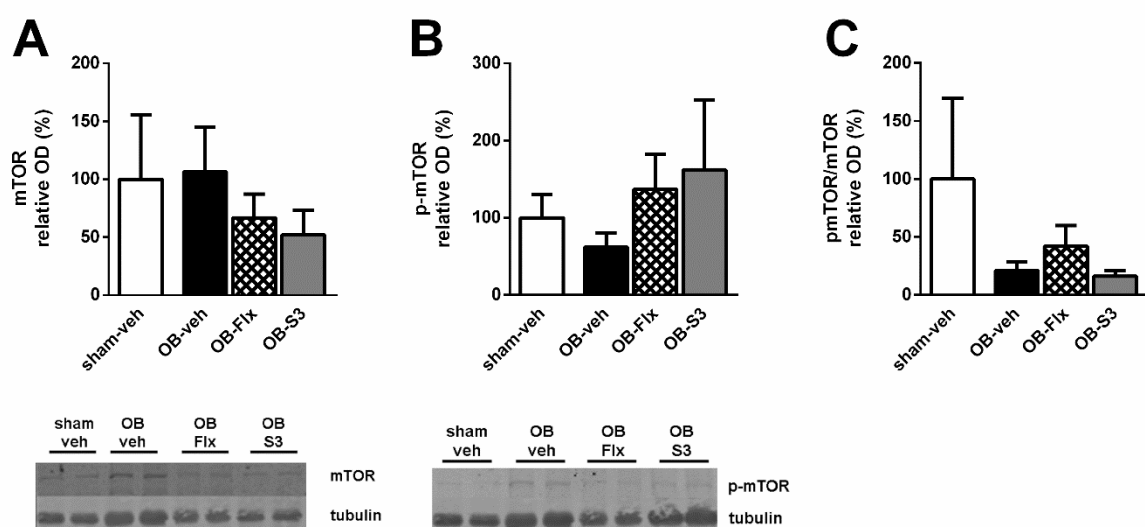 A
mTOR
relative OD (%)
200
150
100
50
0
sham-veh
OB-veh
OB-Flx
OB-S3
sham
veh
OB
veh
OB
Flx
OB
S3
mTOR
tubulin
B
p-mTOR
relative OD (%)
300
200
100
0
sham-veh
OB-veh
OB-Flx
OB-S3
sham
veh
OB
veh
OB
Flx
OB
S3
p-mTOR
tubulin
C
pmTOR/mTOR
relative OD (%)
200
150
100
50
0
sham-veh
OB-veh
OB-Flx
OB-S3